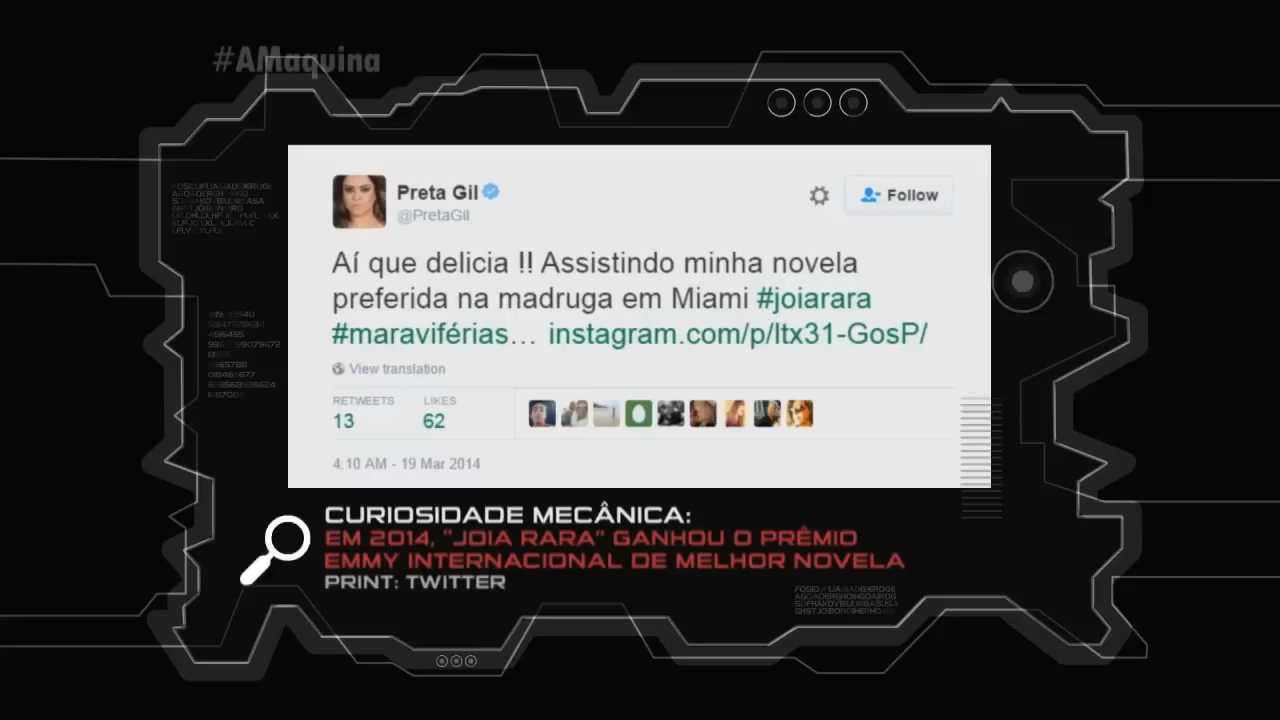 #AMaquina
Preta Gil
@PretaGil
Follow
Aí que delicia !! Assistindo minha novela
preferida na madruga em Miami #joiarara
#maraviférias… instagram.com/p/ltx31-GosP/
View translation
RETWEETS LIKES
13 62
4:10 AM - 19 Mar 2014
CURIOSIDADE MECÂNICA:
EM 2014, “JOIA RARA” GANHOU O PRÊMIO
EMMY INTERNACIONAL DE MELHOR NOVELA
PRINT: TWITTER